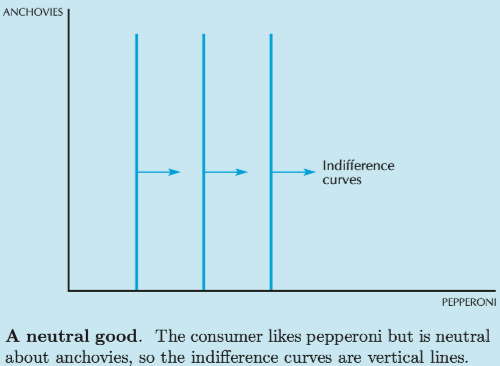 ANCHOVIES
Indifference
curves
PEPPERONI
A neutral good. The consumer likes pepperoni but is neutral
about anchovies, so the indifference curves are vertical lines.